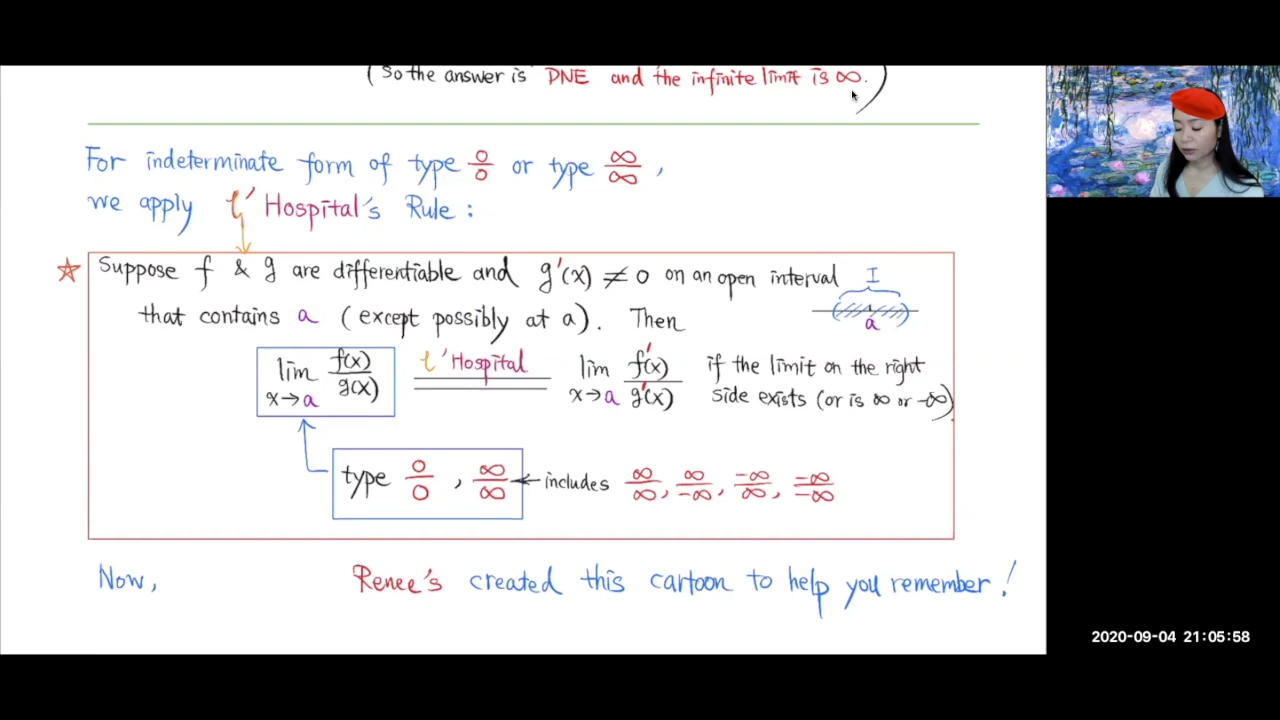 (So the answer is DNE and the infinite limit is ∞.)
For indeterminate form of type 0/0 or type ∞/∞,
we apply l'Hospital's Rule:
☆ Suppose f & g are differentiable and g'(x) ≠ 0 on an open interval I
that contains a (except possibly at a). Then
a
lim x→a f(x)/g(x) l'Hospital lim x→a f'(x)/g'(x) if the limit on the right
side exists (or is ∞ or -∞).
type 0/0, ∞/∞ ← includes ∞/∞, ∞/-∞, -∞/∞, -∞/-∞
Now, Renee's created this cartoon to help you remember!
2020-09-04 21:05:58